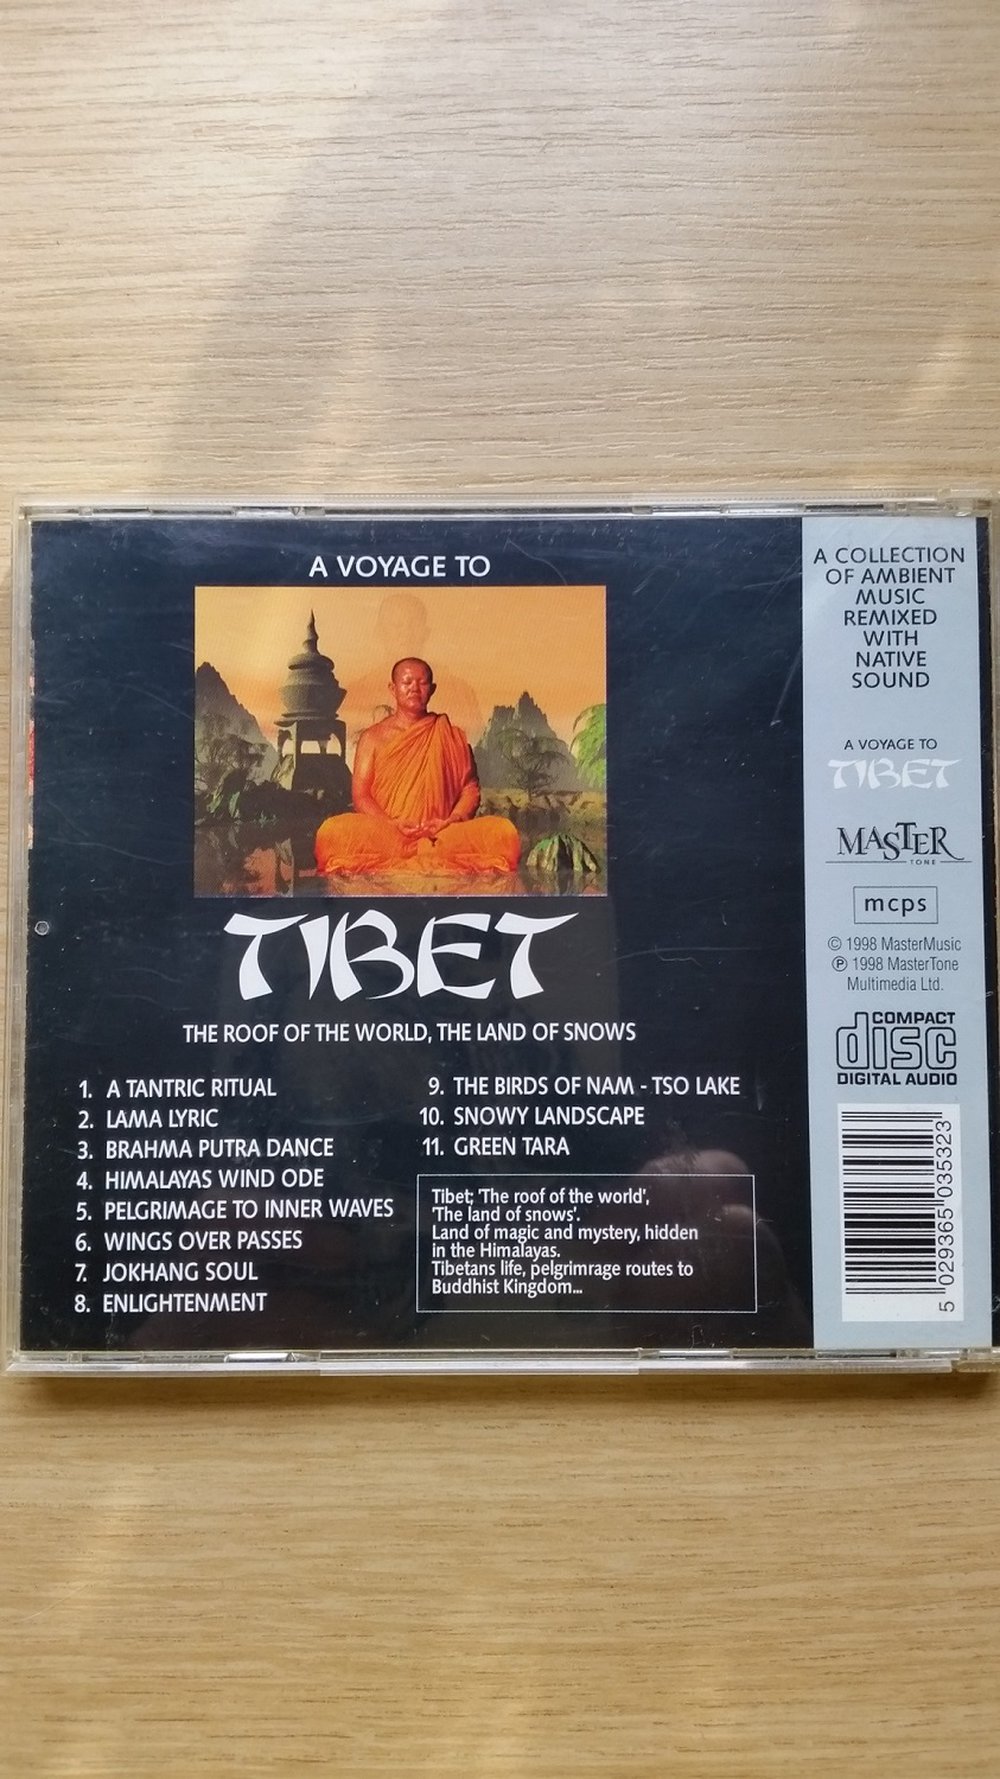 A VOYAGE TO
TIBET
THE ROOF OF THE WORLD, THE LAND OF SNOWS
1. A TANTRIC RITUAL
2. LAMA LYRIC
3. BRAHMA PUTRA DANCE
4. HIMALAYAS WIND ODE
5. PELGRIMAGE TO INNER WAVES
6. WINGS OVER PASSES
7. JOKHANG SOUL
8. ENLIGHTENMENT
9. THE BIRDS OF NAM - TSO LAKE
10. SNOWY LANDSCAPE
11. GREEN TARA
Tibet; 'The roof of the world',
'The land of snows'.
Land of magic and mystery, hidden
in the Himalayas.
Tibetans life, pelgrimrage routes to
Buddhist Kingdom...
A COLLECTION
OF AMBIENT
MUSIC
REMIXED
WITH
NATIVE
SOUND
A VOYAGE TO
TIBET
MASTER
TONE
mcps
© 1998 MasterMusic
℗ 1998 MasterTone
Multimedia Ltd.
COMPACT
disc
DIGITAL AUDIO
5 029365 035323